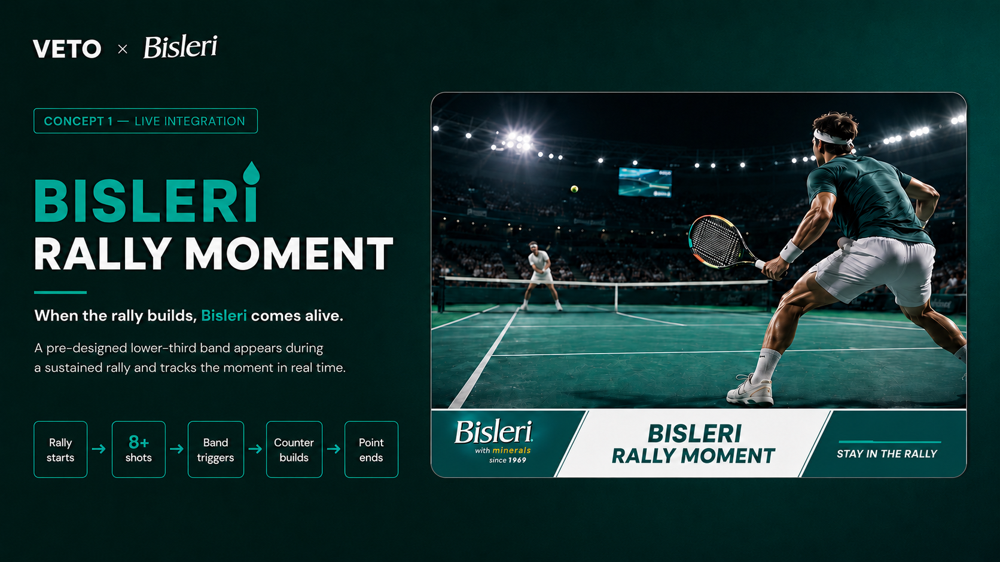 VETO × Bisleri
CONCEPT 1 — LIVE INTEGRATION
BISLERi
RALLY MOMENT
When the rally builds, Bisleri comes alive.
A pre-designed lower-third band appears during
a sustained rally and tracks the moment in real time.
Rally
starts
8+
shots
Band
triggers
Counter
builds
Point
ends
Bisleri
with minerals
since 1969
BISLERI
RALLY MOMENT
STAY IN THE RALLY